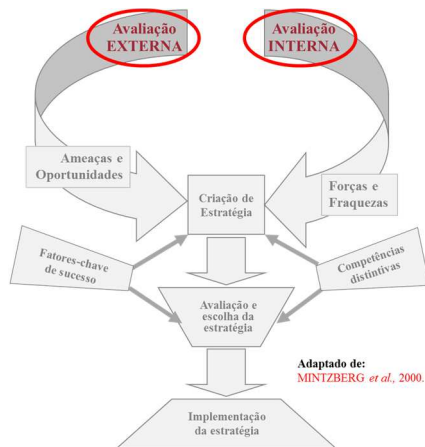 Avaliação
EXTERNA
Avaliação
INTERNA
Ameaças e
Oportunidades
Criação de
Estratégia
Forças e
Fraquezas
Fatores-chave
de sucesso
Competências
distintivas
Avaliação e
escolha da
estratégia
Adaptado de:
MINTZBERG et al., 2000.
Implementação
da estratégia